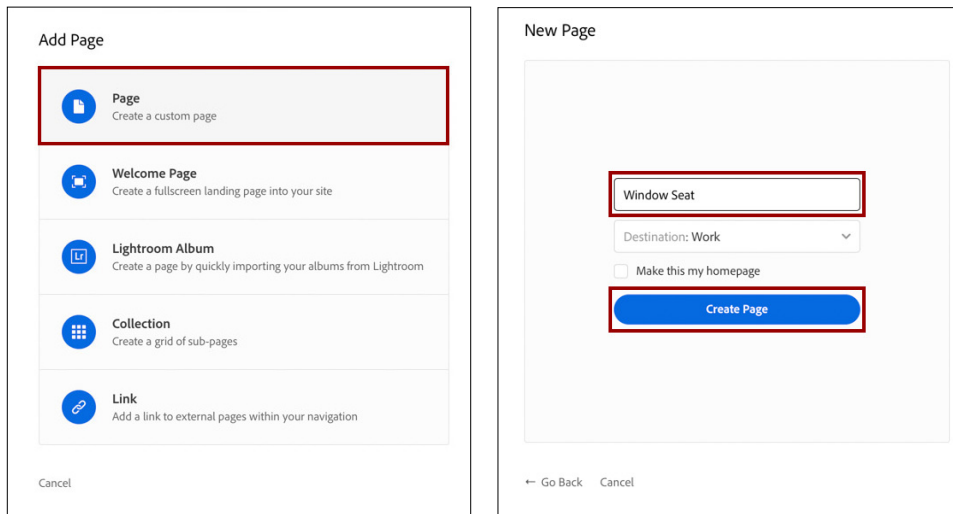 Add Page
Page
Create a custom page
Welcome Page
Create a fullscreen landing page into your site
Lr
Lightroom Album
Create a page by quickly importing your albums from Lightroom
Collection
Create a grid of sub-pages
Link
Add a link to external pages within your navigation
Cancel
New Page
Window Seat
Destination: Work
Make this my homepage
Create Page
← Go Back Cancel